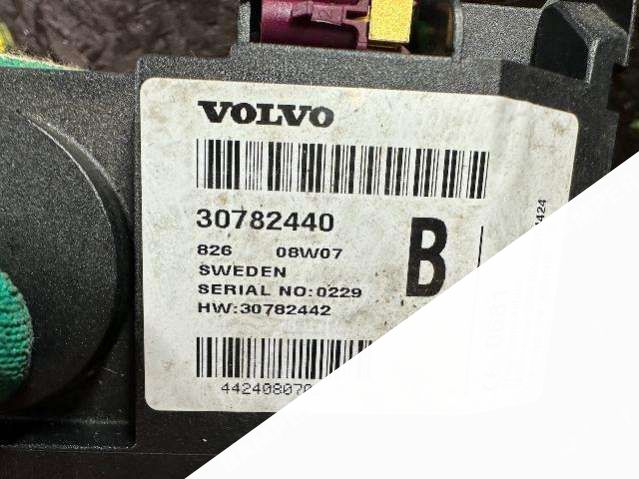 VOLVO
30782440
826 08W07
SWEDEN
SERIAL NO:0229
HW:30782442
B